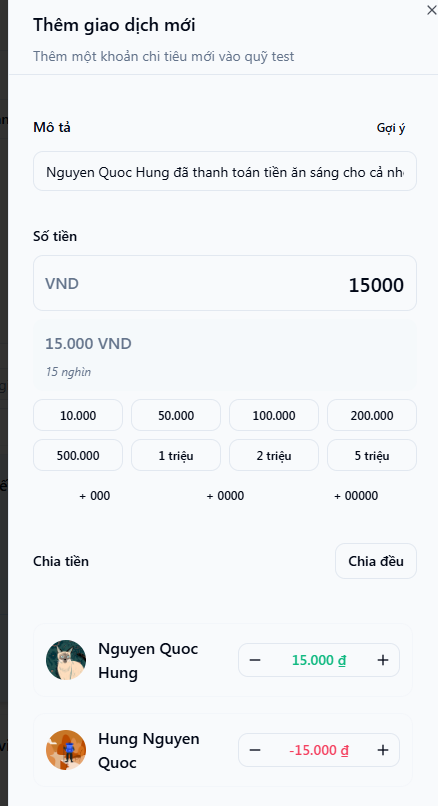 Thêm giao dịch mới
Thêm một khoản chi tiêu mới vào quỹ test
Mô tả
Gợi ý
Nguyen Quoc Hung đã thanh toán tiền ăn sáng cho cả nh
Số tiền
VND
15000
15.000 VND
15 nghìn
10.000
50.000
100.000
200.000
500.000
1 triệu
2 triệu
5 triệu
+ 000
+ 0000
+ 00000
Chia tiền
Chia đều
Nguyen Quoc
Hung
− 15.000 ₫ +
Hung Nguyen
Quoc
− -15.000 ₫ +